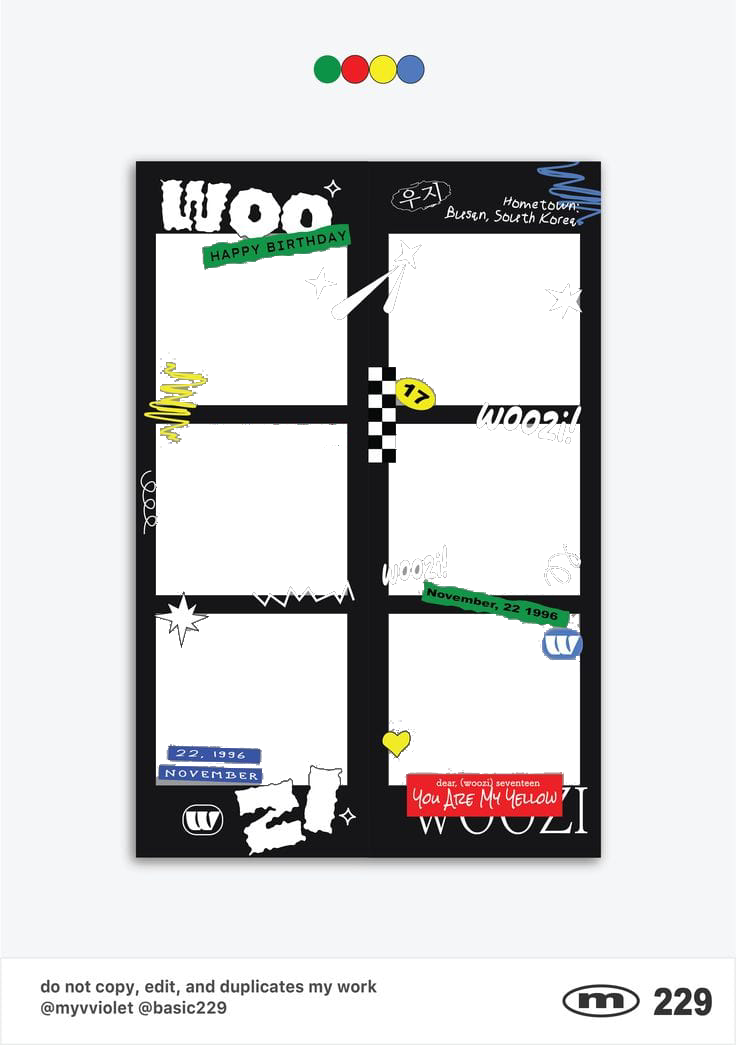 WOO
HAPPY BIRTHDAY
우지
Hometown:
Busan, South Korea
17
WOOZi!
woozi!
November, 22 1996
W
22, 1996
NOVEMBER
W
ZI
dear, (woozi) seventeen
You Are My Yellow
WOOZI
do not copy, edit, and duplicates my work
@myvviolet @basic229
m 229